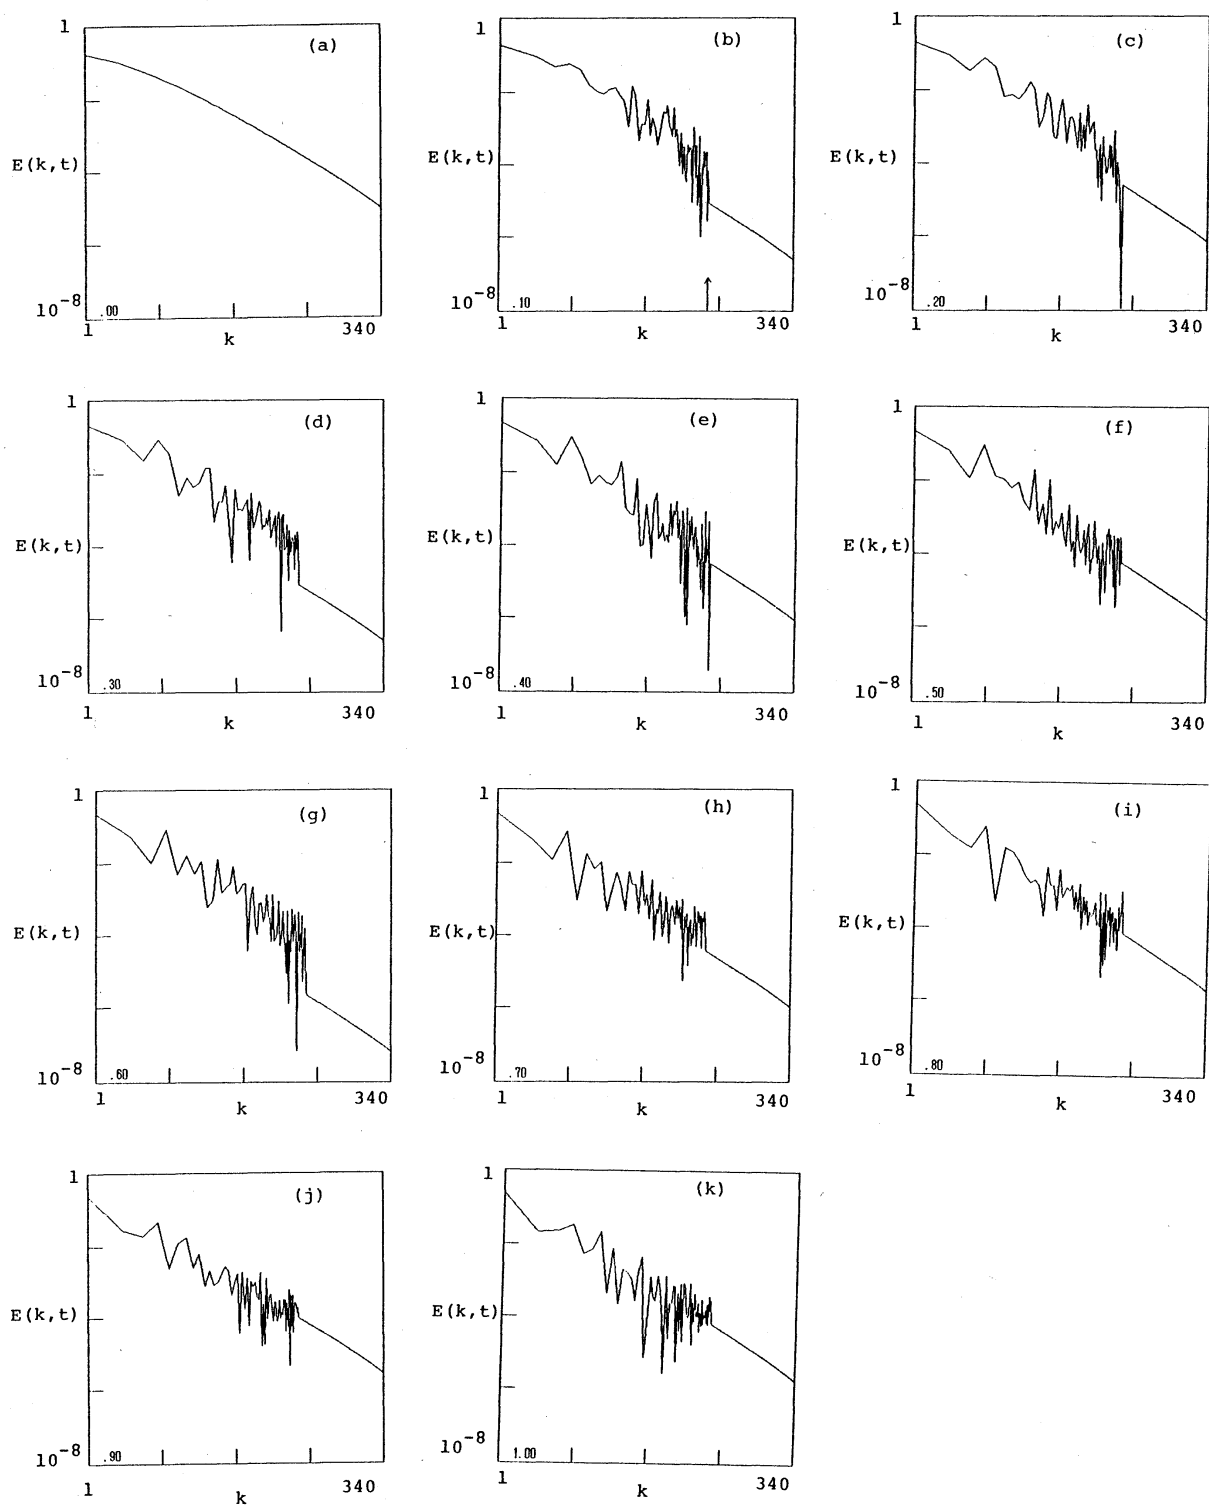 1
(a)
E(k,t)
10-8
.00
1
k
340
1
(b)
E(k,t)
10-8
.10
1
k
340
1
(c)
E(k,t)
10-8
.20
1
k
340
1
(d)
E(k,t)
10-8
.30
1
k
340
1
(e)
E(k,t)
10-8
.40
1
k
340
1
(f)
E(k,t)
10-8
.50
1
k
340
1
(g)
E(k,t)
10-8
.60
1
k
340
1
(h)
E(k,t)
10-8
.70
1
k
340
1
(i)
E(k,t)
10-8
.80
1
k
340
1
(j)
E(k,t)
10-8
.90
1
k
340
1
(k)
E(k,t)
10-8
1.00
1
k
340